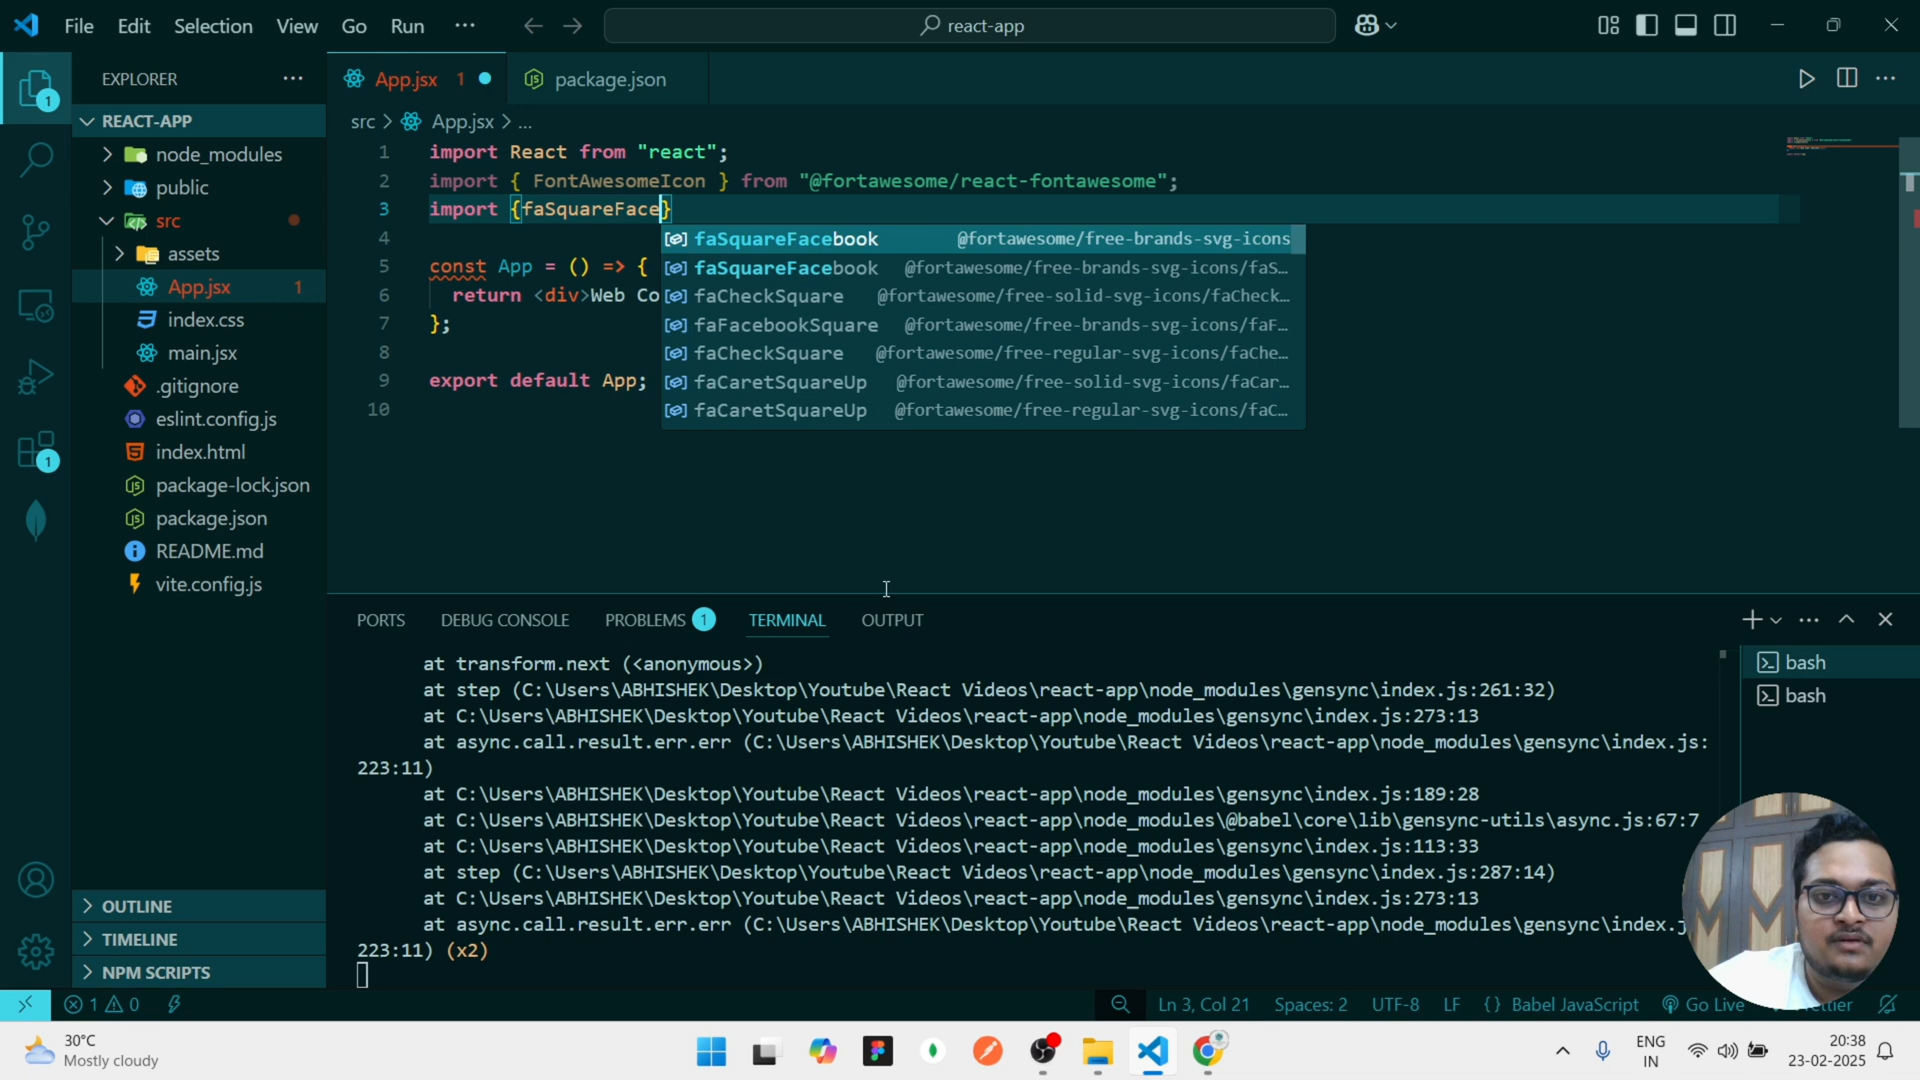 File Edit Selection View Go Run ··· react-app
EXPLORER ···
REACT-APP
node_modules
public
src
assets
App.jsx 1
index.css
main.jsx
.gitignore
eslint.config.js
index.html
package-lock.json
package.json
README.md
vite.config.js
OUTLINE
TIMELINE
NPM SCRIPTS
1
1
App.jsx 1
package.json
src > App.jsx > ...
1 import React from "react";
2 import { FontAwesomeIcon } from "@fortawesome/react-fontawesome";
3 import {faSquareFace}
4
5 const App = () => {
6 return <div>Web Co
7 };
8
9 export default App;
10
faSquareFacebook @fortawesome/free-brands-svg-icons
faSquareFacebook @fortawesome/free-brands-svg-icons/faS...
faCheckSquare @fortawesome/free-solid-svg-icons/faCheck...
faFacebookSquare @fortawesome/free-brands-svg-icons/faF...
faCheckSquare @fortawesome/free-regular-svg-icons/faChe...
faCaretSquareUp @fortawesome/free-solid-svg-icons/faCar...
faCaretSquareUp @fortawesome/free-regular-svg-icons/faC...
PORTS DEBUG CONSOLE PROBLEMS 1 TERMINAL OUTPUT
at transform.next (<anonymous>)
at step (C:\Users\ABHISHEK\Desktop\Youtube\React Videos\react-app\node_modules\gensync\index.js:261:32)
at C:\Users\ABHISHEK\Desktop\Youtube\React Videos\react-app\node_modules\gensync\index.js:273:13
at async.call.result.err.err (C:\Users\ABHISHEK\Desktop\Youtube\React Videos\react-app\node_modules\gensync\index.js:
223:11)
at C:\Users\ABHISHEK\Desktop\Youtube\React Videos\react-app\node_modules\gensync\index.js:189:28
at C:\Users\ABHISHEK\Desktop\Youtube\React Videos\react-app\node_modules\@babel\core\lib\gensync-utils\async.js:67:7
at C:\Users\ABHISHEK\Desktop\Youtube\React Videos\react-app\node_modules\gensync\index.js:113:33
at step (C:\Users\ABHISHEK\Desktop\Youtube\React Videos\react-app\node_modules\gensync\index.js:287:14)
at C:\Users\ABHISHEK\Desktop\Youtube\React Videos\react-app\node_modules\gensync\index.js:273:13
at async.call.result.err.err (C:\Users\ABHISHEK\Desktop\Youtube\React Videos\react-app\node_modules\gensync\index.j
223:11) (x2)
bash
bash
1 0 Ln 3, Col 21 Spaces: 2 UTF-8 LF {} Babel JavaScript Go Live
30°C
Mostly cloudy
ENG
IN
20:38
23-02-2025